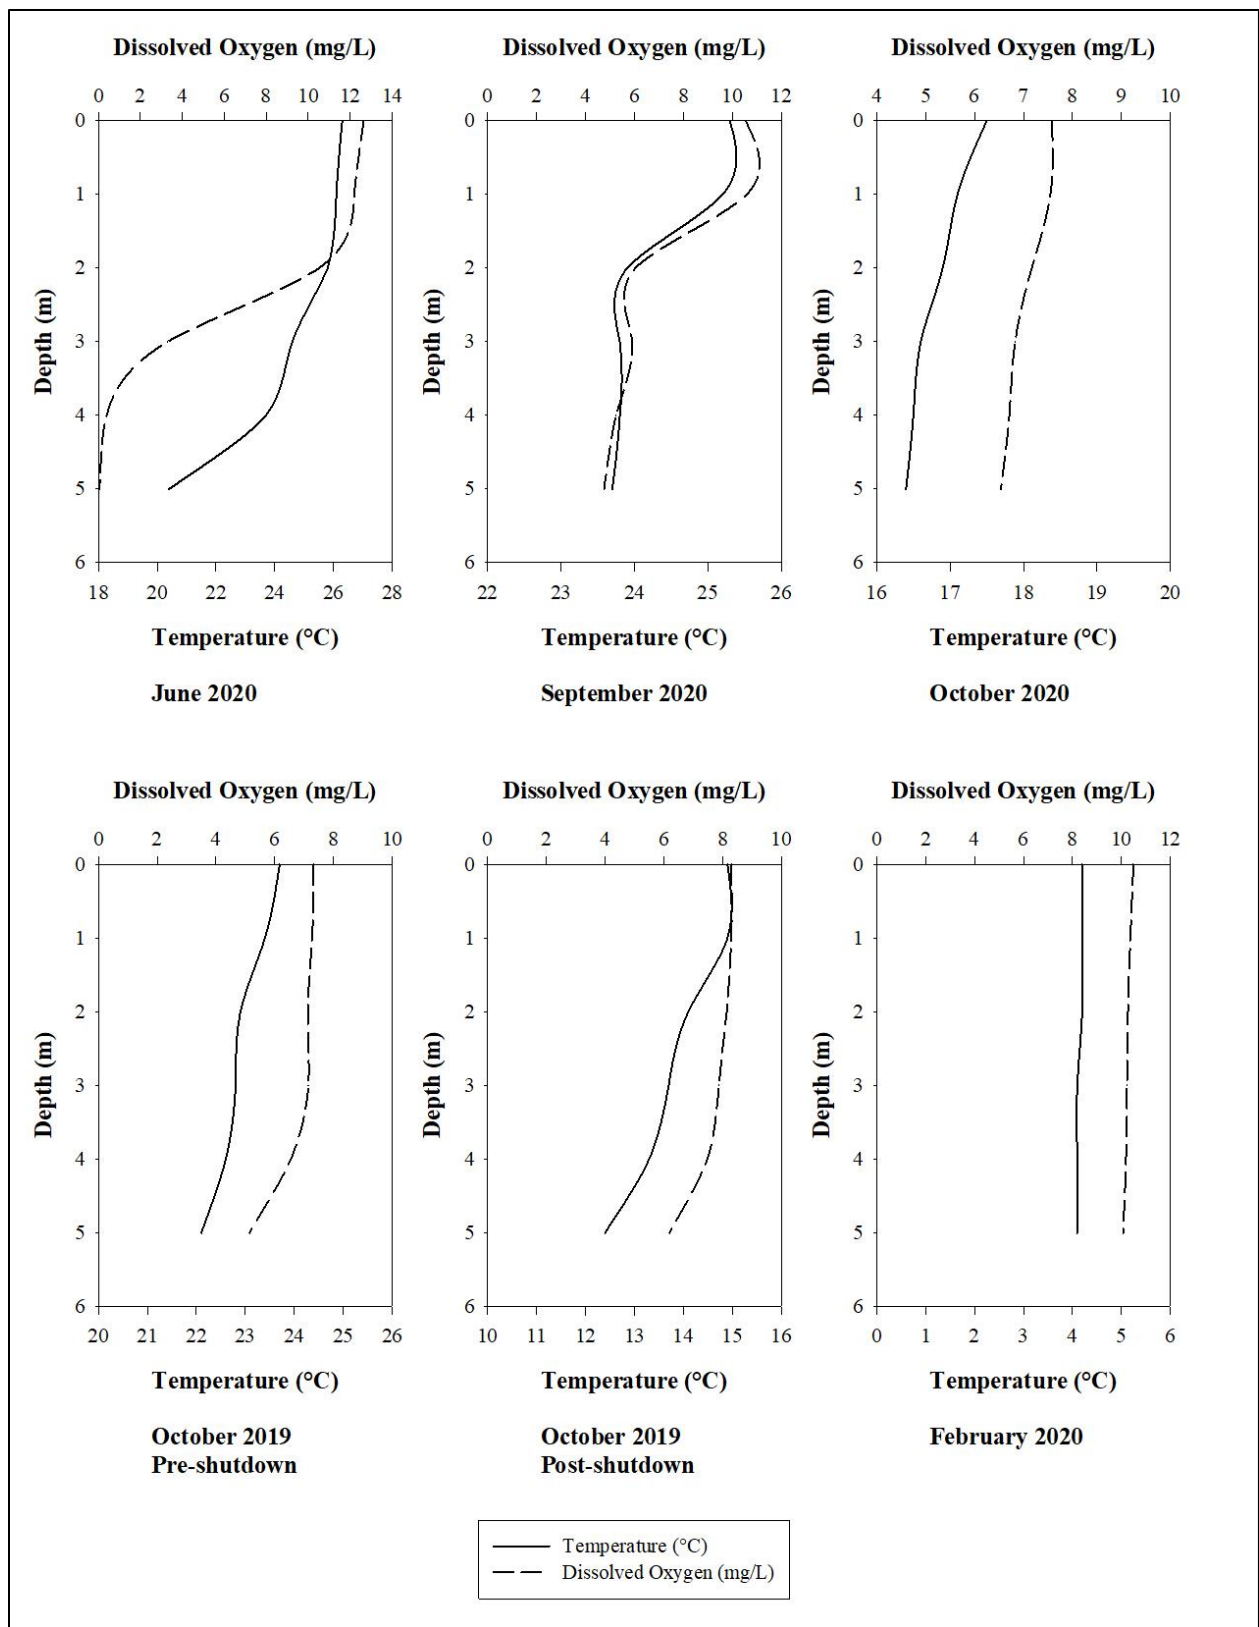 Dissolved Oxygen (mg/L) Dissolved Oxygen (mg/L) Dissolved Oxygen (mg/L)
0 2 4 6 8 10 12 14 0 2 4 6 8 10 12 4 5 6 7 8 9 10
0 0 0
1 1 1
2 2 2
Depth (m) Depth (m) Depth (m)
3 3 3
4 4 4
5 5 5
6 6 6
18 20 22 24 26 28 22 23 24 25 26 16 17 18 19 20
Temperature (°C) Temperature (°C) Temperature (°C)
June 2020 September 2020 October 2020
Dissolved Oxygen (mg/L) Dissolved Oxygen (mg/L) Dissolved Oxygen (mg/L)
0 2 4 6 8 10 0 2 4 6 8 10 0 2 4 6 8 10 12
0 0 0
1 1 1
2 2 2
Depth (m) Depth (m) Depth (m)
3 3 3
4 4 4
5 5 5
6 6 6
20 21 22 23 24 25 26 10 11 12 13 14 15 16 0 1 2 3 4 5 6
Temperature (°C) Temperature (°C) Temperature (°C)
October 2019 October 2019 February 2020
Pre-shutdown Post-shutdown
Temperature (°C)
Dissolved Oxygen (mg/L)